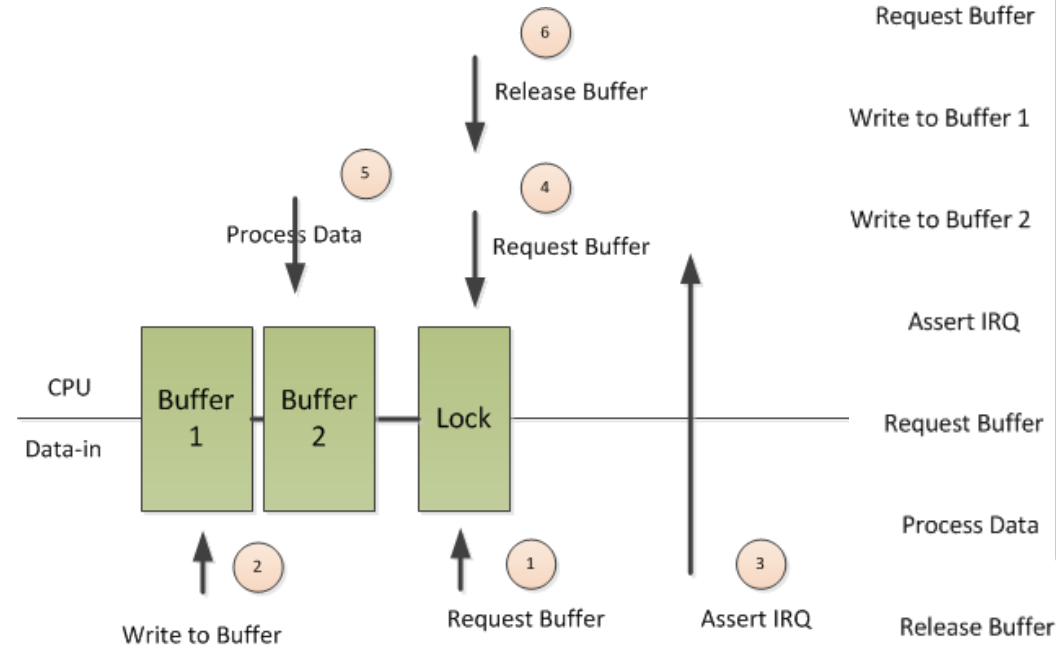 6
Release Buffer
5
4
Process Data
Request Buffer
CPU
Data-in
Buffer
1
Buffer
2
Lock
2
Write to Buffer
1
Request Buffer
3
Assert IRQ
Request Buffer
Write to Buffer 1
Write to Buffer 2
Assert IRQ
Request Buffer
Process Data
Release Buffer